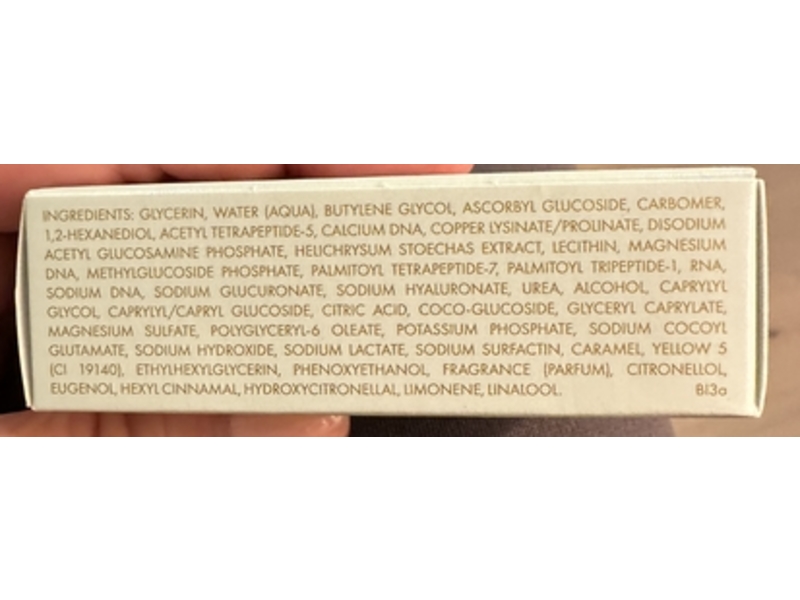 INGREDIENTS: GLYCERIN, WATER (AQUA), BUTYLENE GLYCOL, ASCORBYL GLUCOSIDE, CARBOMER,
1,2-HEXANEDIOL, ACETYL TETRAPEPTIDE-5, CALCIUM DNA, COPPER LYSINATE/PROLINATE, DISODIUM
ACETYL GLUCOSAMINE PHOSPHATE, HELICHRYSUM STOECHAS EXTRACT, LECITHIN, MAGNESIUM
DNA, METHYLGLUCOSIDE PHOSPHATE, PALMITOYL TETRAPEPTIDE-7, PALMITOYL TRIPEPTIDE-1, RNA,
SODIUM DNA, SODIUM GLUCURONATE, SODIUM HYALURONATE, UREA, ALCOHOL, CAPRYLYL
GLYCOL, CAPRYLYL/CAPRYL GLUCOSIDE, CITRIC ACID, COCO-GLUCOSIDE, GLYCERYL CAPRYLATE,
MAGNESIUM SULFATE, POLYGLYCERYL-6 OLEATE, POTASSIUM PHOSPHATE, SODIUM COCOYL
GLUTAMATE, SODIUM HYDROXIDE, SODIUM LACTATE, SODIUM SURFACTIN, CARAMEL, YELLOW 5
(CI 19140), ETHYLHEXYLGLYCERIN, PHENOXYETHANOL, FRAGRANCE (PARFUM), CITRONELLOL,
EUGENOL, HEXYL CINNAMAL, HYDROXYCITRONELLAL, LIMONENE, LINALOOL. BI3a